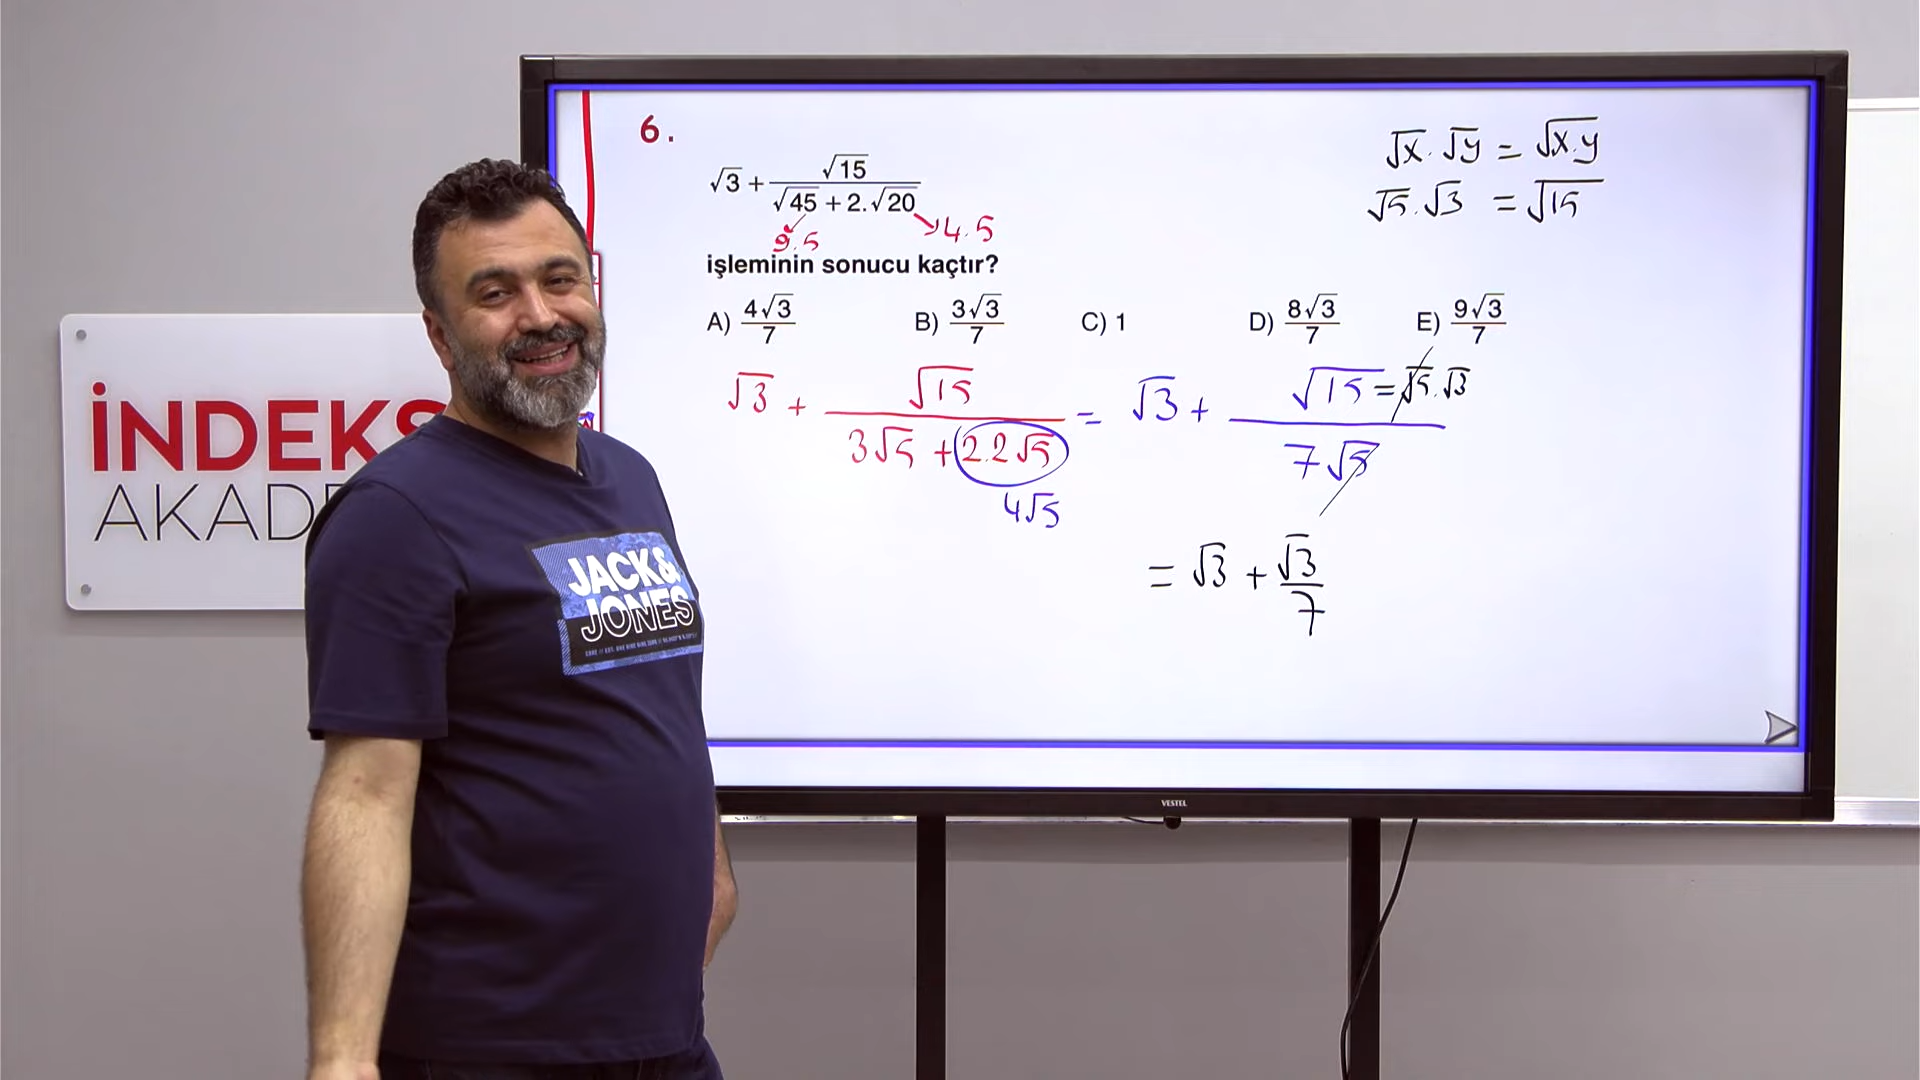 6.
√3 + √15 / (√45 + 2.√20)
9.5
4.5
işleminin sonucu kaçtır?
A) 4√3/7 B) 3√3/7 C) 1 D) 8√3/7 E) 9√3/7
√x . √y = √x.y
√5 . √3 = √15
√3 + √15 / (3√5 + 2.2√5) = √3 + √15 = √5.√3 / 7√5
4√5
= √3 + √3/7
İNDEKS
AKAD
JACK&
JONES
VESTEL